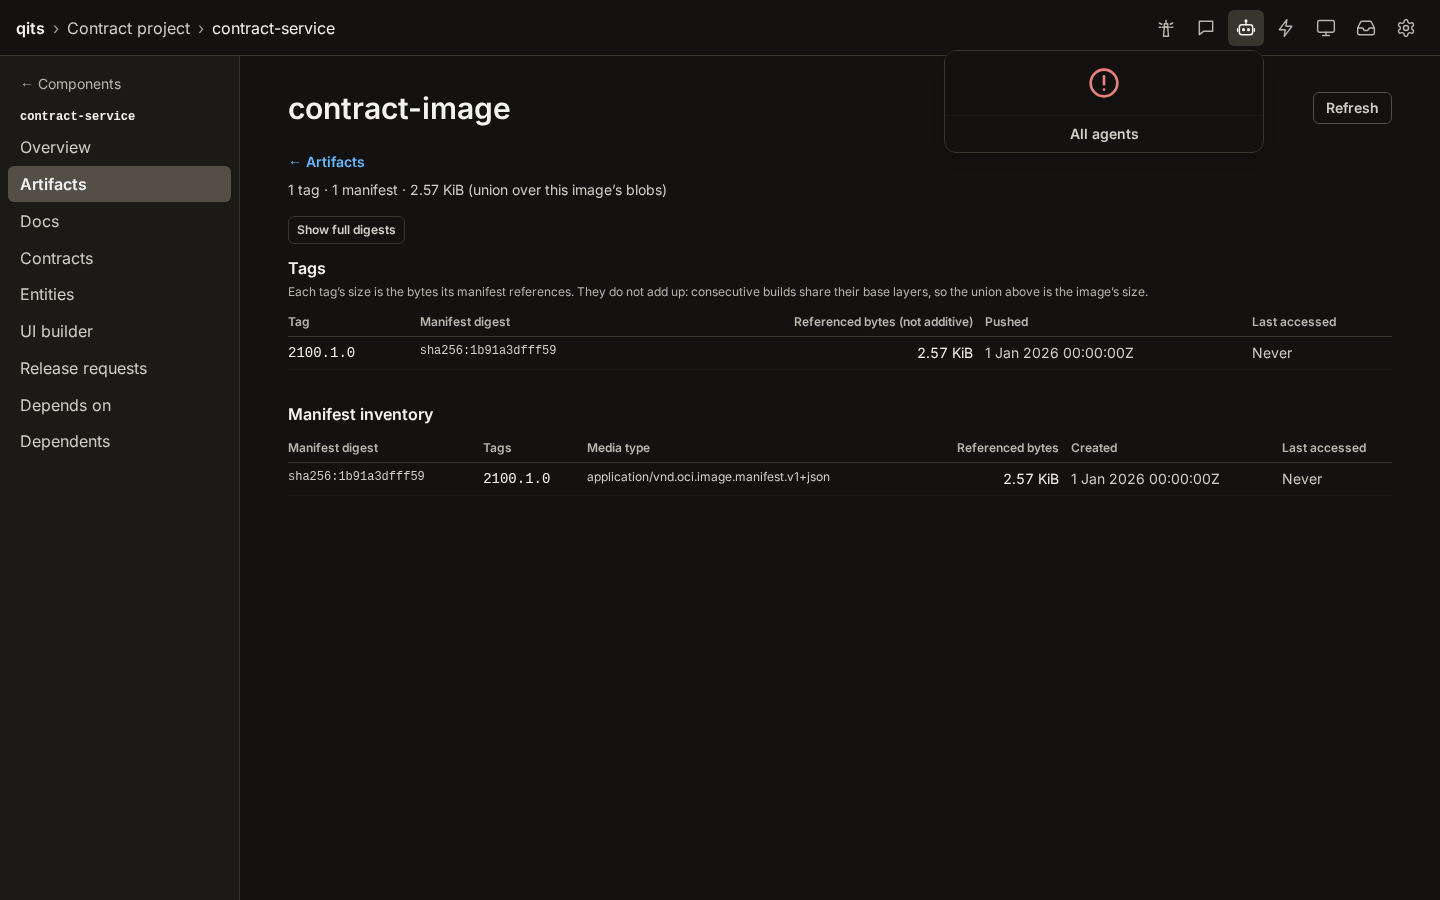 qits › Contract project › contract-service
All agents
← Components
contract-service
Overview
Artifacts
Docs
Contracts
Entities
UI builder
Release requests
Depends on
Dependents
contract-image
Refresh
← Artifacts
1 tag · 1 manifest · 2.57 KiB (union over this image’s blobs)
Show full digests
Tags
Each tag’s size is the bytes its manifest references. They do not add up: consecutive builds share their base layers, so the union above is the image’s size.
Tag Manifest digest Referenced bytes (not additive) Pushed Last accessed
2100.1.0 sha256:1b91a3dfff59 2.57 KiB 1 Jan 2026 00:00:00Z Never
Manifest inventory
Manifest digest Tags Media type Referenced bytes Created Last accessed
sha256:1b91a3dfff59 2100.1.0 application/vnd.oci.image.manifest.v1+json 2.57 KiB 1 Jan 2026 00:00:00Z Never